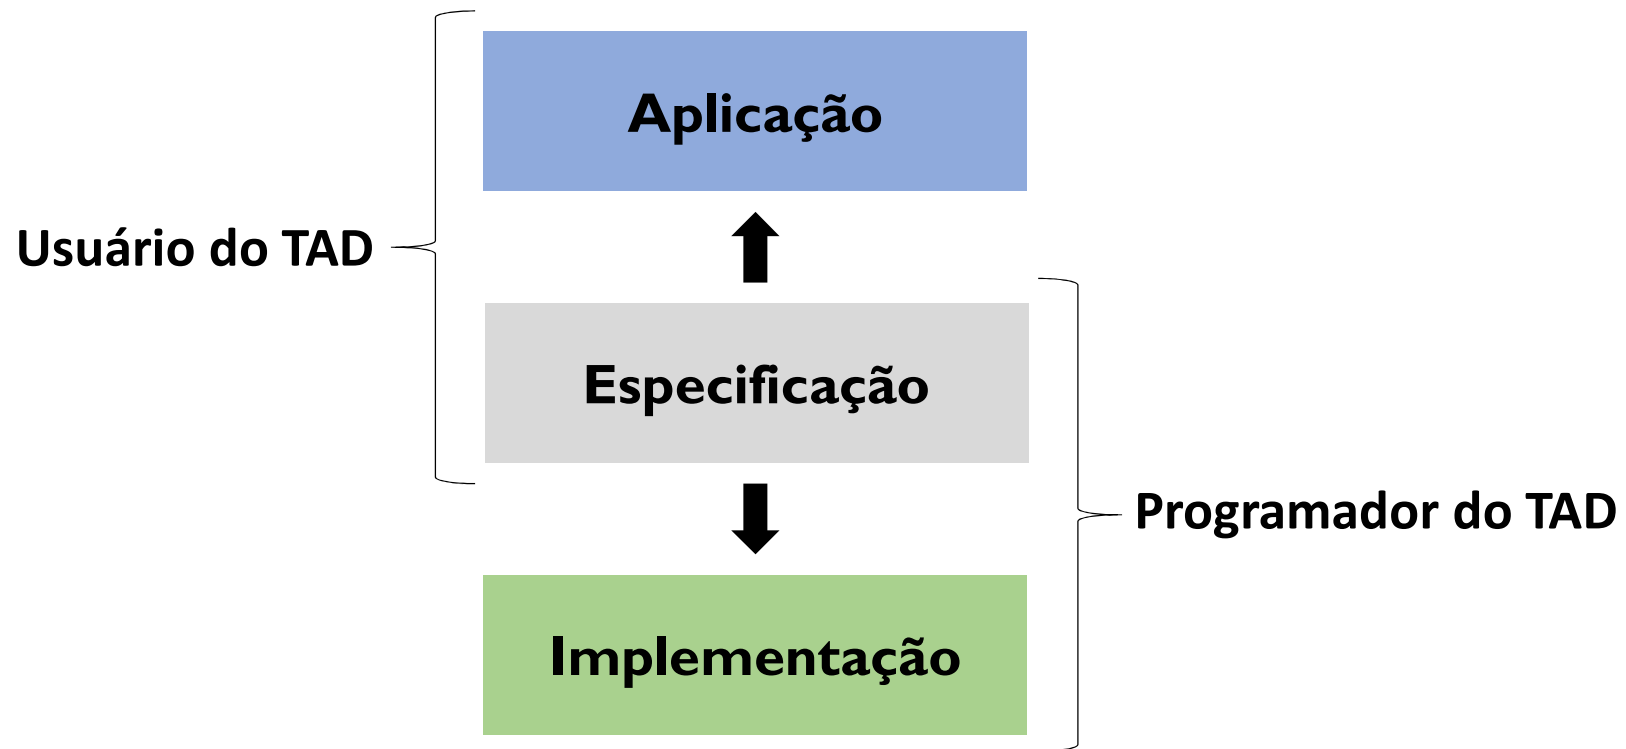 Aplicação
Usuário do TAD
Especificação
Programador do TAD
Implementação